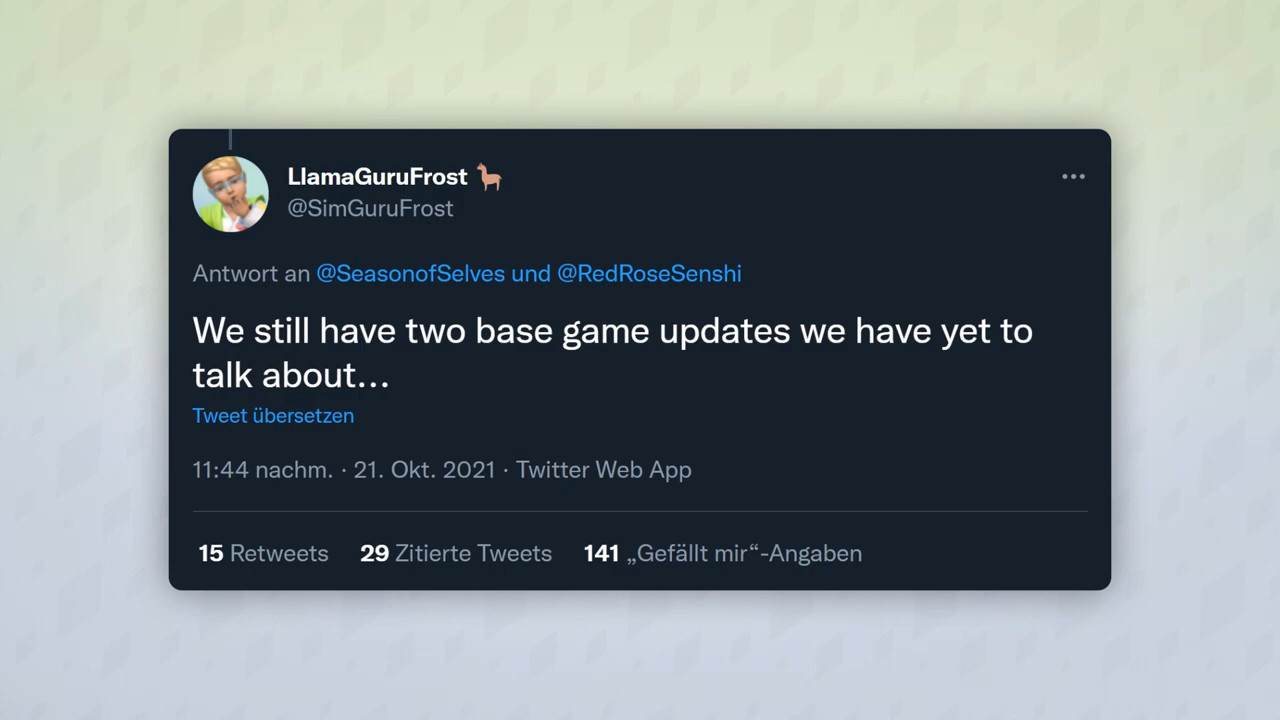 LlamaGuruFrost 🦙
@SimGuruFrost
Antwort an @SeasonofSelves und @RedRoseSenshi
We still have two base game updates we have yet to
talk about…
Tweet übersetzen
11:44 nachm. · 21. Okt. 2021 · Twitter Web App
15 Retweets 29 Zitierte Tweets 141 „Gefällt mir“-Angaben